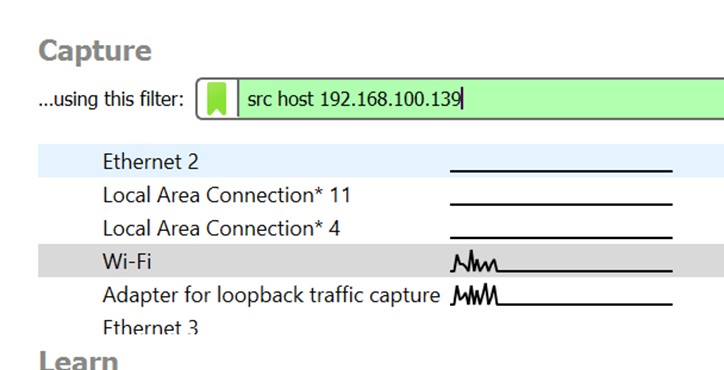 Capture
...using this filter: src host 192.168.100.139
Ethernet 2
Local Area Connection* 11
Local Area Connection* 4
Wi-Fi
Adapter for loopback traffic capture
Ethernet 3
Learn